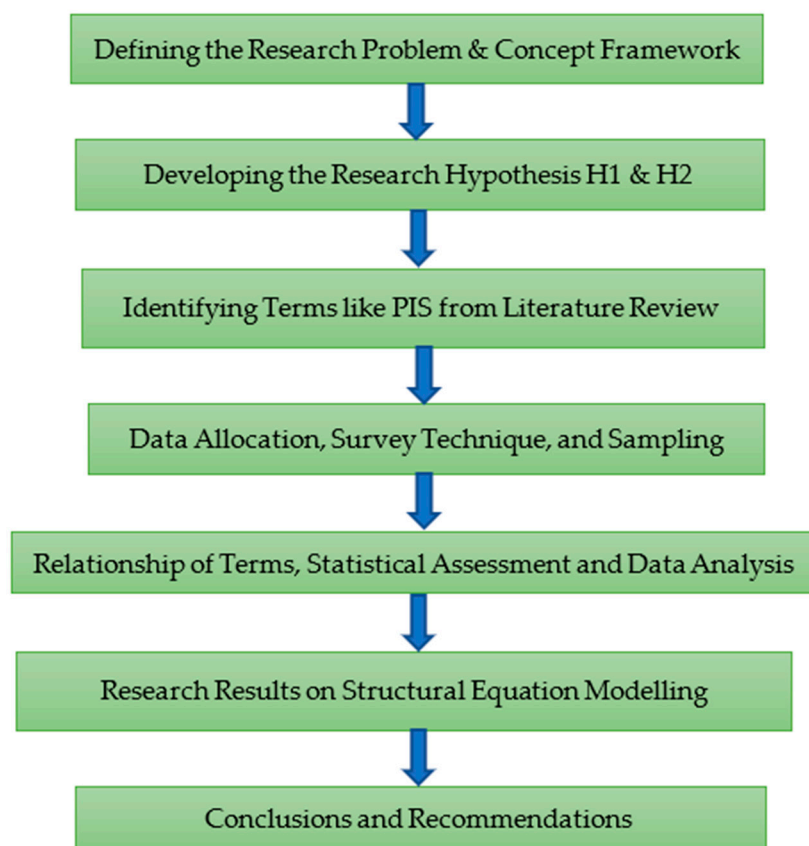 Defining the Research Problem & Concept Framework
Developing the Research Hypothesis H1 & H2
Identifying Terms like PIS from Literature Review
Data Allocation, Survey Technique, and Sampling
Relationship of Terms, Statistical Assessment and Data Analysis
Research Results on Structural Equation Modelling
Conclusions and Recommendations